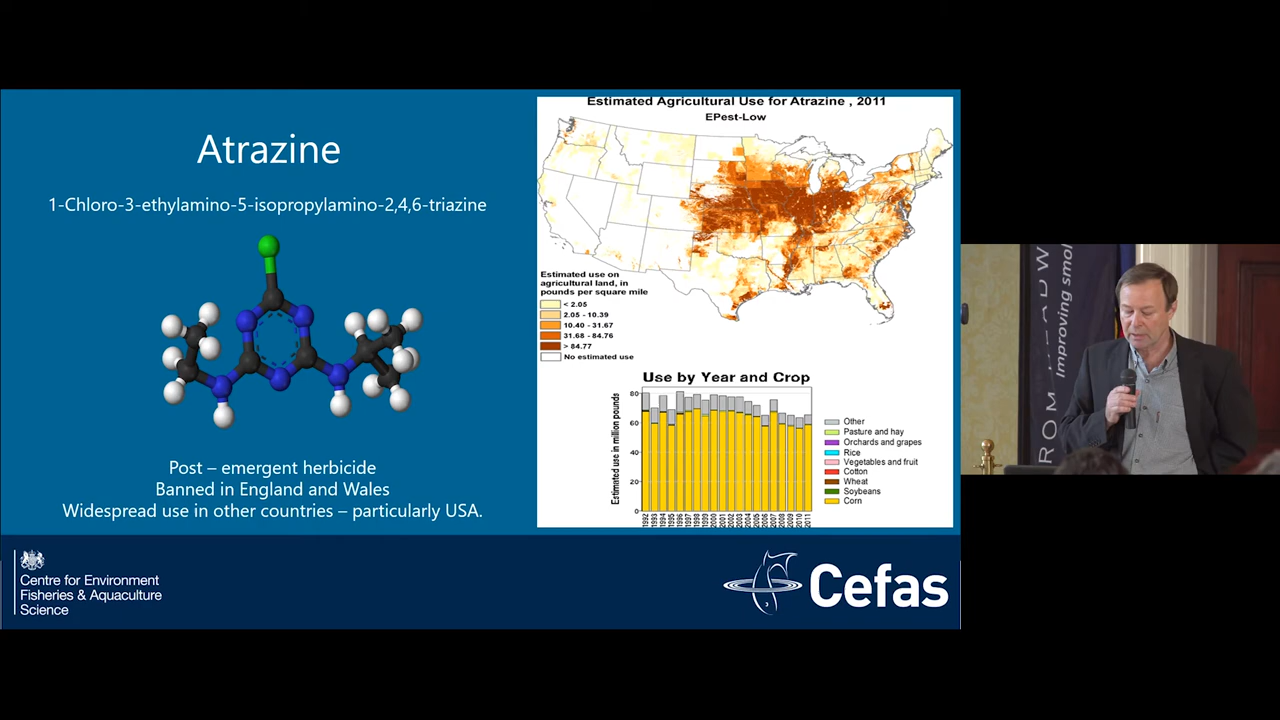 Atrazine
1-Chloro-3-ethylamino-5-isopropylamino-2,4,6-triazine
Post – emergent herbicide
Banned in England and Wales
Widespread use in other countries – particularly USA.
Estimated Agricultural Use for Atrazine , 2011
EPest-Low
Estimated use on
agricultural land, in
pounds per square mile
< 2.05
2.05 - 10.39
10.40 - 31.67
31.68 - 84.76
> 84.77
No estimated use
Use by Year and Crop
Estimated use in million pounds
80
60
40
20
0
1992
1993
1994
1995
1996
1997
1998
1999
2000
2001
2002
2003
2004
2005
2006
2007
2008
2009
2010
2011
Other
Pasture and hay
Orchards and grapes
Rice
Vegetables and fruit
Cotton
Wheat
Soybeans
Corn
Centre for Environment
Fisheries & Aquaculture
Science
Cefas
ROM
Improving smol